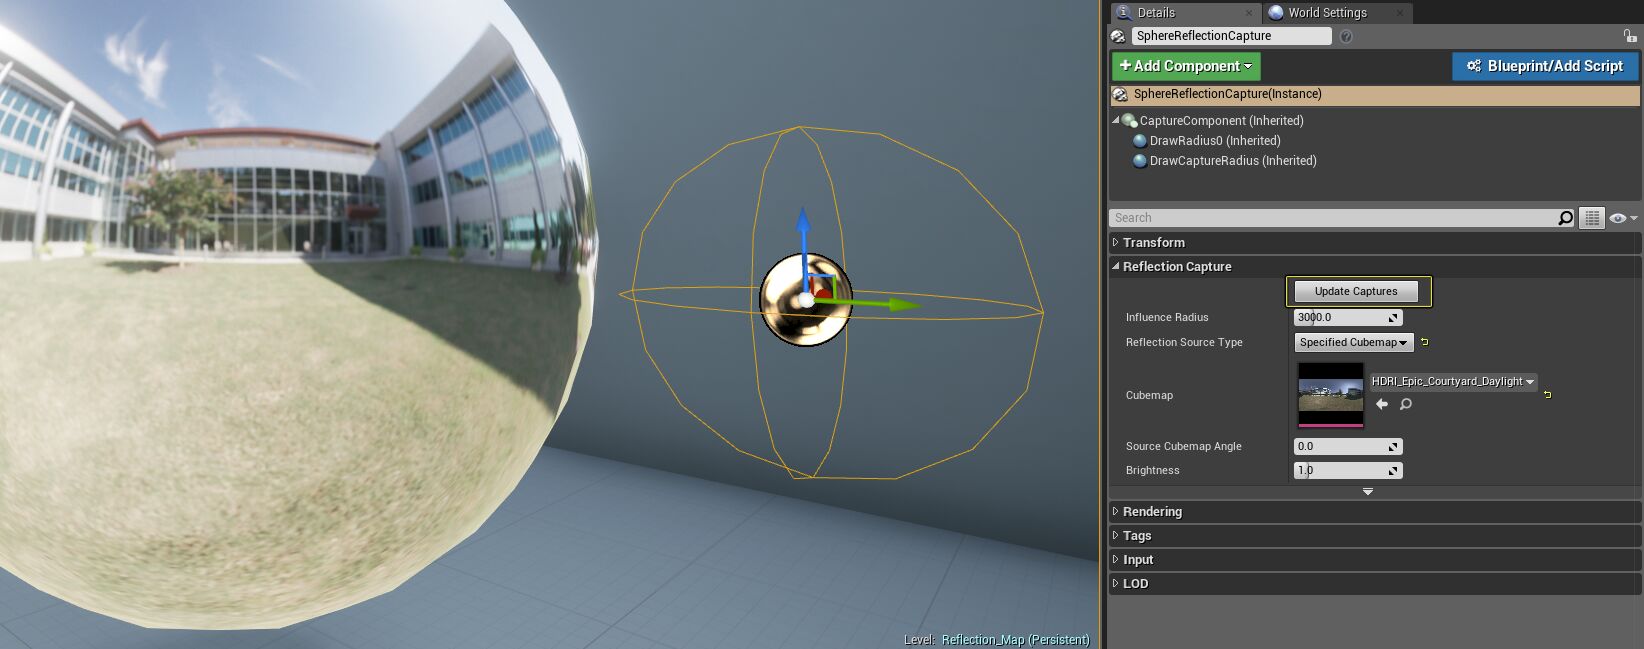 Details
World Settings
SphereReflectionCapture
Add Component
Blueprint/Add Script
SphereReflectionCapture(Instance)
CaptureComponent (Inherited)
DrawRadius0 (Inherited)
DrawCaptureRadius (Inherited)
Search
Transform
Reflection Capture
Update Captures
Influence Radius 3000.0
Reflection Source Type Specified Cubemap
Cubemap HDRI_Epic_Courtyard_Daylight
Source Cubemap Angle 0.0
Brightness 1.0
Rendering
Tags
Input
LOD
Level: Reflection_Map (Persistent)